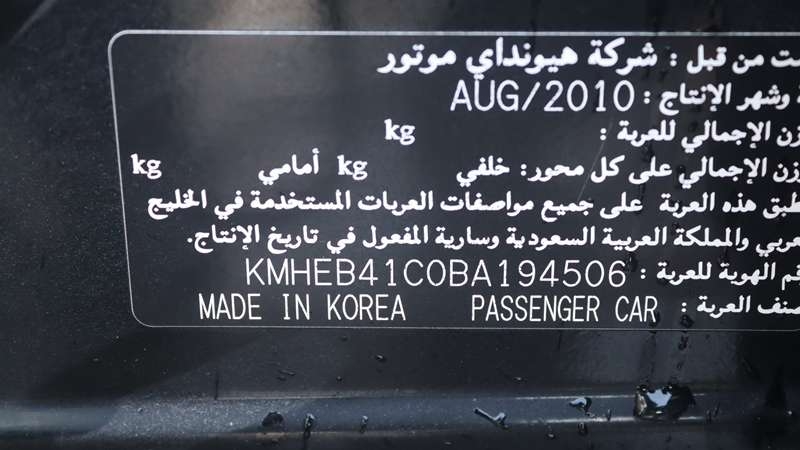 من قبل : شركة هيونداي موتور
وشهر الإنتاج : AUG/2010
الإجمالي للعربة : kg
الإجمالي على كل محور: خلفي kg أمامي kg
هذه العربة على جميع مواصفات العربات المستخدمة في الخليج
والمملكة العربية السعودية وسارية المفعول في تاريخ الإنتاج.
الهوية للعربة : KMHEB41C0BA194506
العربة : PASSENGER CAR MADE IN KOREA